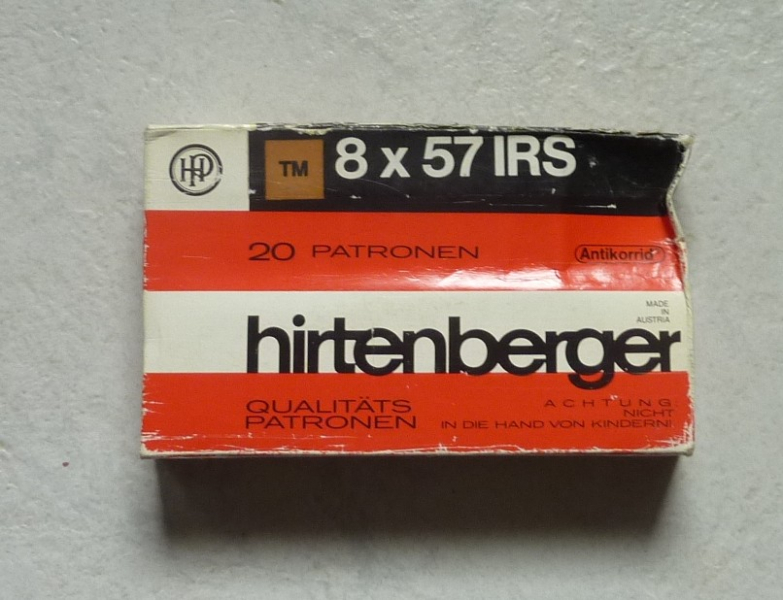 HP
TM 8 x 57 IRS
20 PATRONEN
Antikorrid
MADE
IN
AUSTRIA
hirtenberger
QUALITÄTS
PATRONEN
ACHTUNG
NICHT
IN DIE HAND VON KINDERN!